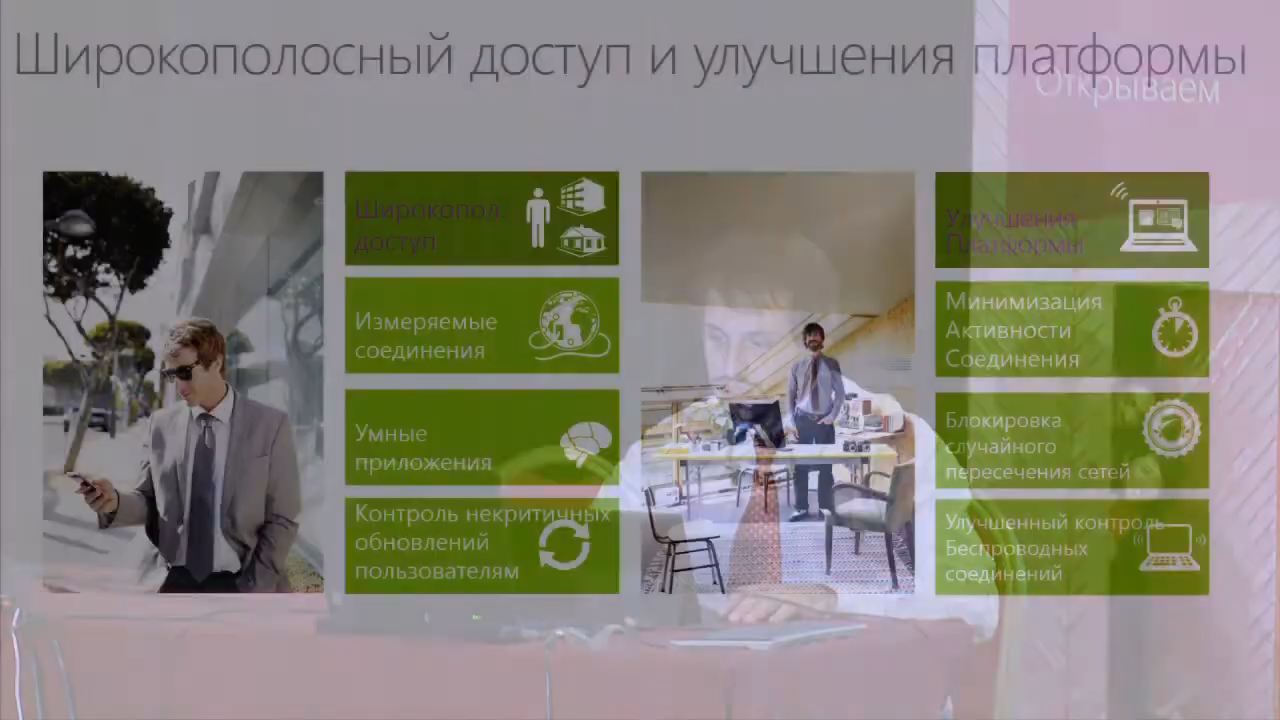 Широкополосный доступ и улучшения платформы
Открываем
Широкопол.
доступ
Измеряемые
соединения
Умные
приложения
Контроль некритичных
обновлений
пользователям
Улучшения
Платформы
Минимизация
Активности
Соединения
Блокировка
случайного
пересечения сетей
Улучшенный контроль
Беспроводных
соединений